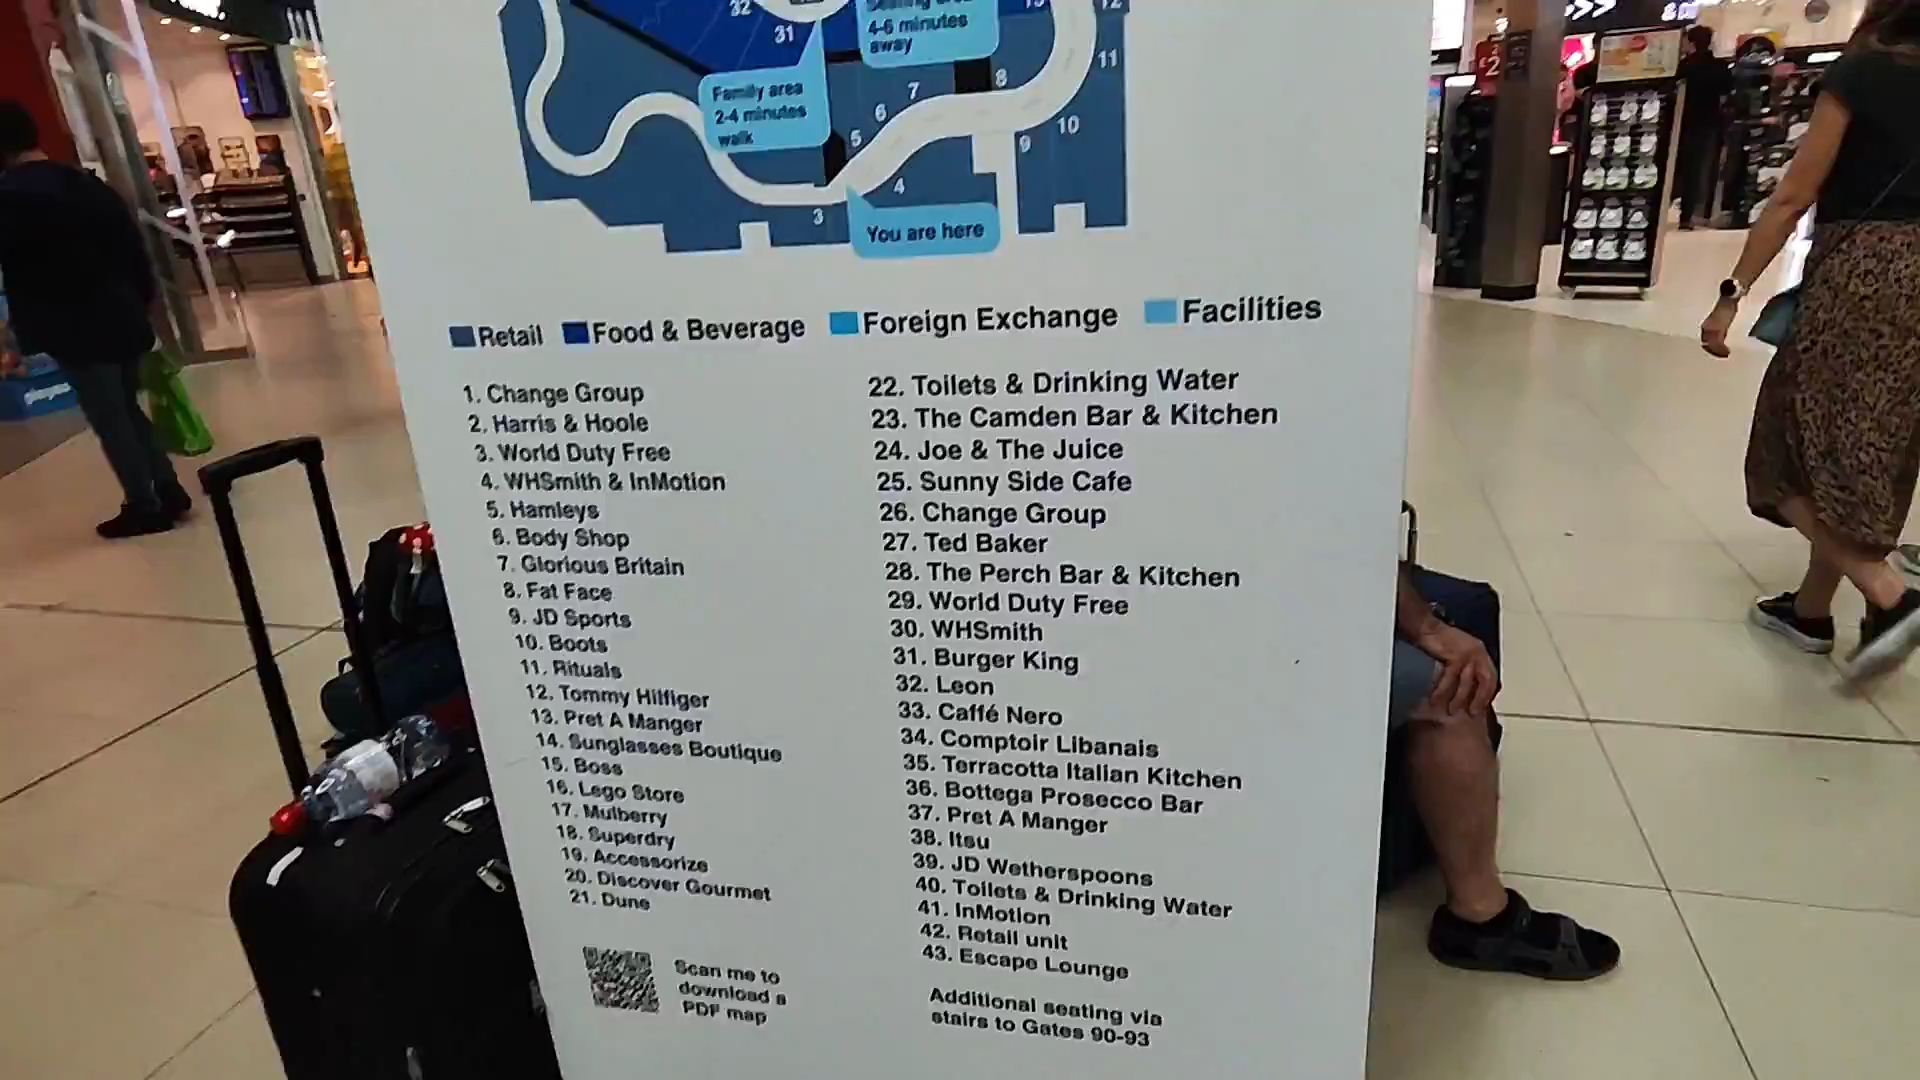 32
31
4-6 minutes
away
12
11
Family area
2-4 minutes
walk
7
8
6
5
10
9
4
3
You are here
£2
Retail
Food & Beverage
Foreign Exchange
Facilities
1. Change Group
2. Harris & Hoole
3. World Duty Free
4. WHSmith & InMotion
5. Hamleys
6. Body Shop
7. Glorious Britain
8. Fat Face
9. JD Sports
10. Boots
11. Rituals
12. Tommy Hilfiger
13. Pret A Manger
14. Sunglasses Boutique
15. Boss
16. Lego Store
17. Mulberry
18. Superdry
19. Accessorize
20. Discover Gourmet
21. Dune
22. Toilets & Drinking Water
23. The Camden Bar & Kitchen
24. Joe & The Juice
25. Sunny Side Cafe
26. Change Group
27. Ted Baker
28. The Perch Bar & Kitchen
29. World Duty Free
30. WHSmith
31. Burger King
32. Leon
33. Caffé Nero
34. Comptoir Libanais
35. Terracotta Italian Kitchen
36. Bottega Prosecco Bar
37. Pret A Manger
38. Itsu
39. JD Wetherspoons
40. Toilets & Drinking Water
41. InMotion
42. Retail unit
43. Escape Lounge
Scan me to
download a
PDF map
Additional seating via
stairs to Gates 90-93